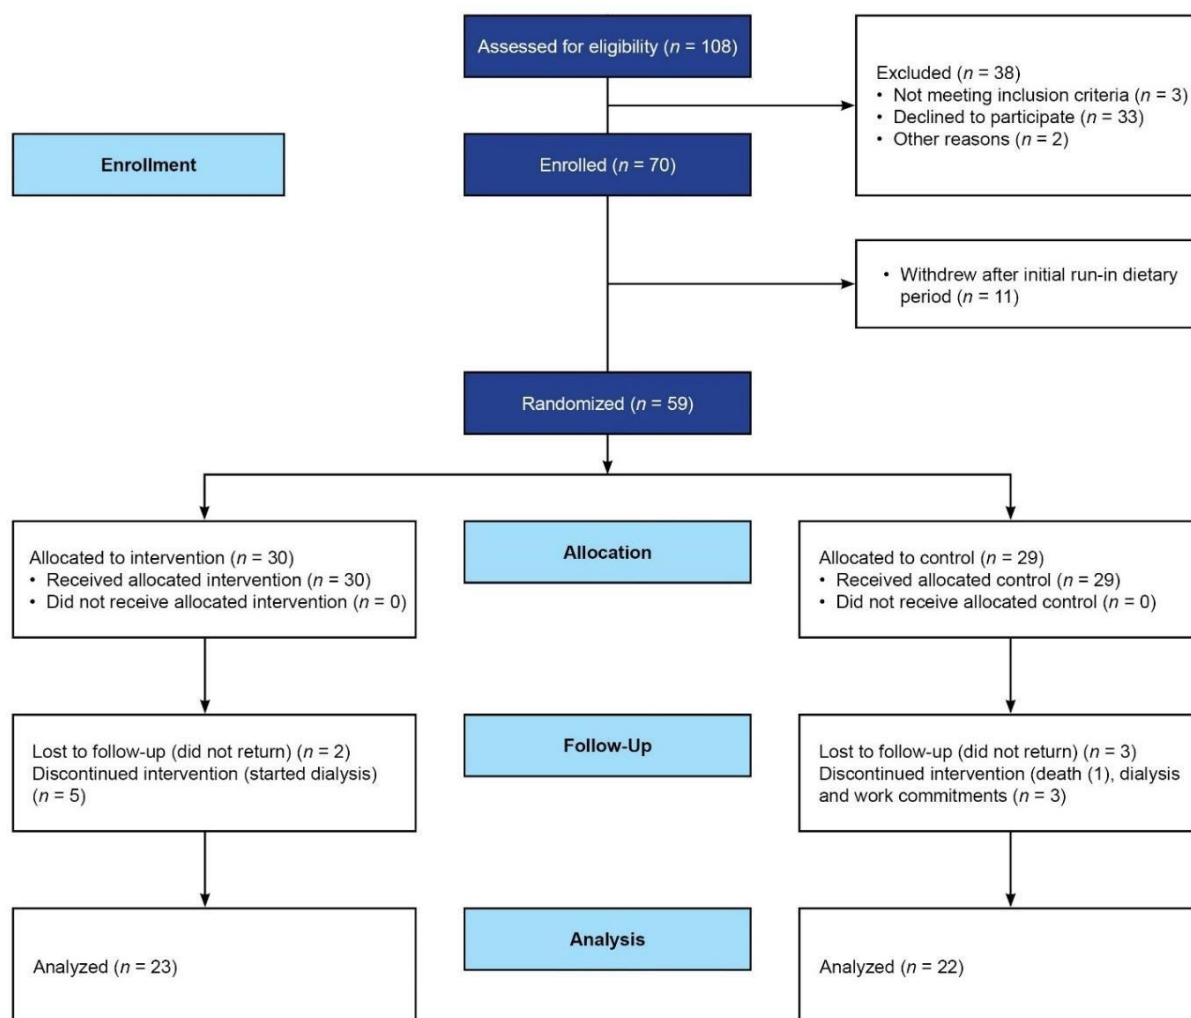 Assessed for eligibility (n = 108)
Excluded (n = 38)
• Not meeting inclusion criteria (n = 3)
• Declined to participate (n = 33)
• Other reasons (n = 2)
Enrollment
Enrolled (n = 70)
• Withdrew after initial run-in dietary
period (n = 11)
Randomized (n = 59)
Allocated to intervention (n = 30)
• Received allocated intervention (n = 30)
• Did not receive allocated intervention (n = 0)
Allocation
Allocated to control (n = 29)
• Received allocated control (n = 29)
• Did not receive allocated control (n = 0)
Lost to follow-up (did not return) (n = 2)
Discontinued intervention (started dialysis)
(n = 5)
Follow-Up
Lost to follow-up (did not return) (n = 3)
Discontinued intervention (death (1), dialysis
and work commitments (n = 3)
Analyzed (n = 23)
Analysis
Analyzed (n = 22)